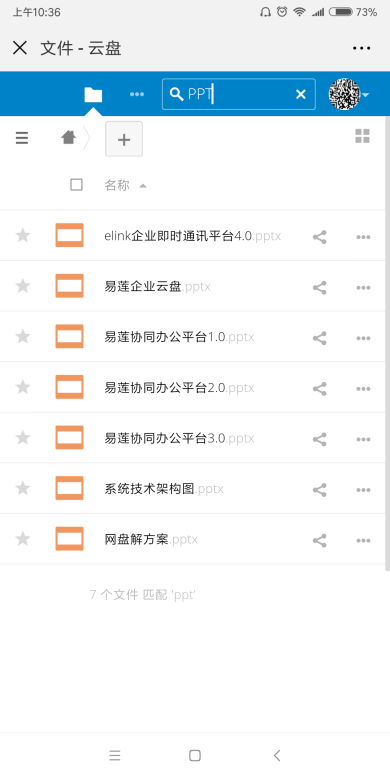 上午10:36
73%
文件 - 云盘
PPT
名称
elink企业即时通讯平台4.0.pptx
易莲企业云盘.pptx
易莲协同办公平台1.0.pptx
易莲协同办公平台2.0.pptx
易莲协同办公平台3.0.pptx
系统技术架构图.pptx
网盘解方案.pptx
7 个文件 匹配 'ppt'